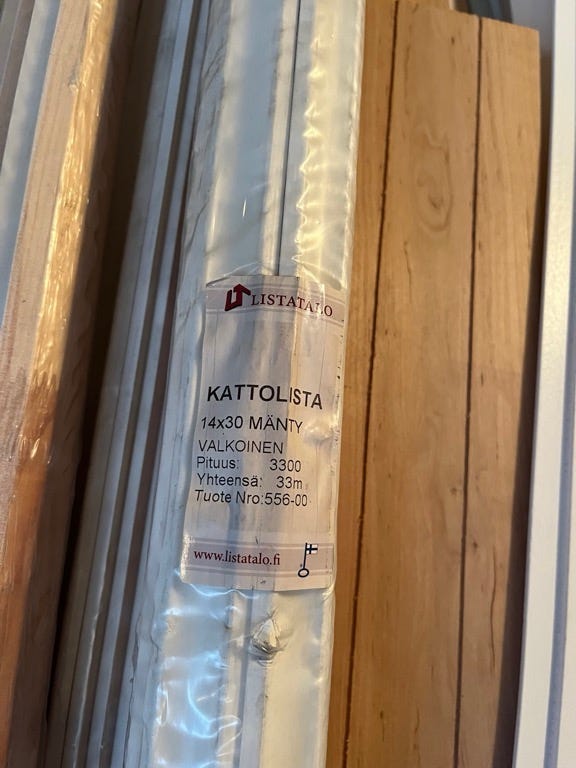 LISTATALO
KATTOLISTA
14x30 MÄNTY
VALKOINEN
Pituus: 3300
Yhteensä: 33m
Tuote Nro:556-00
www.listatalo.fi